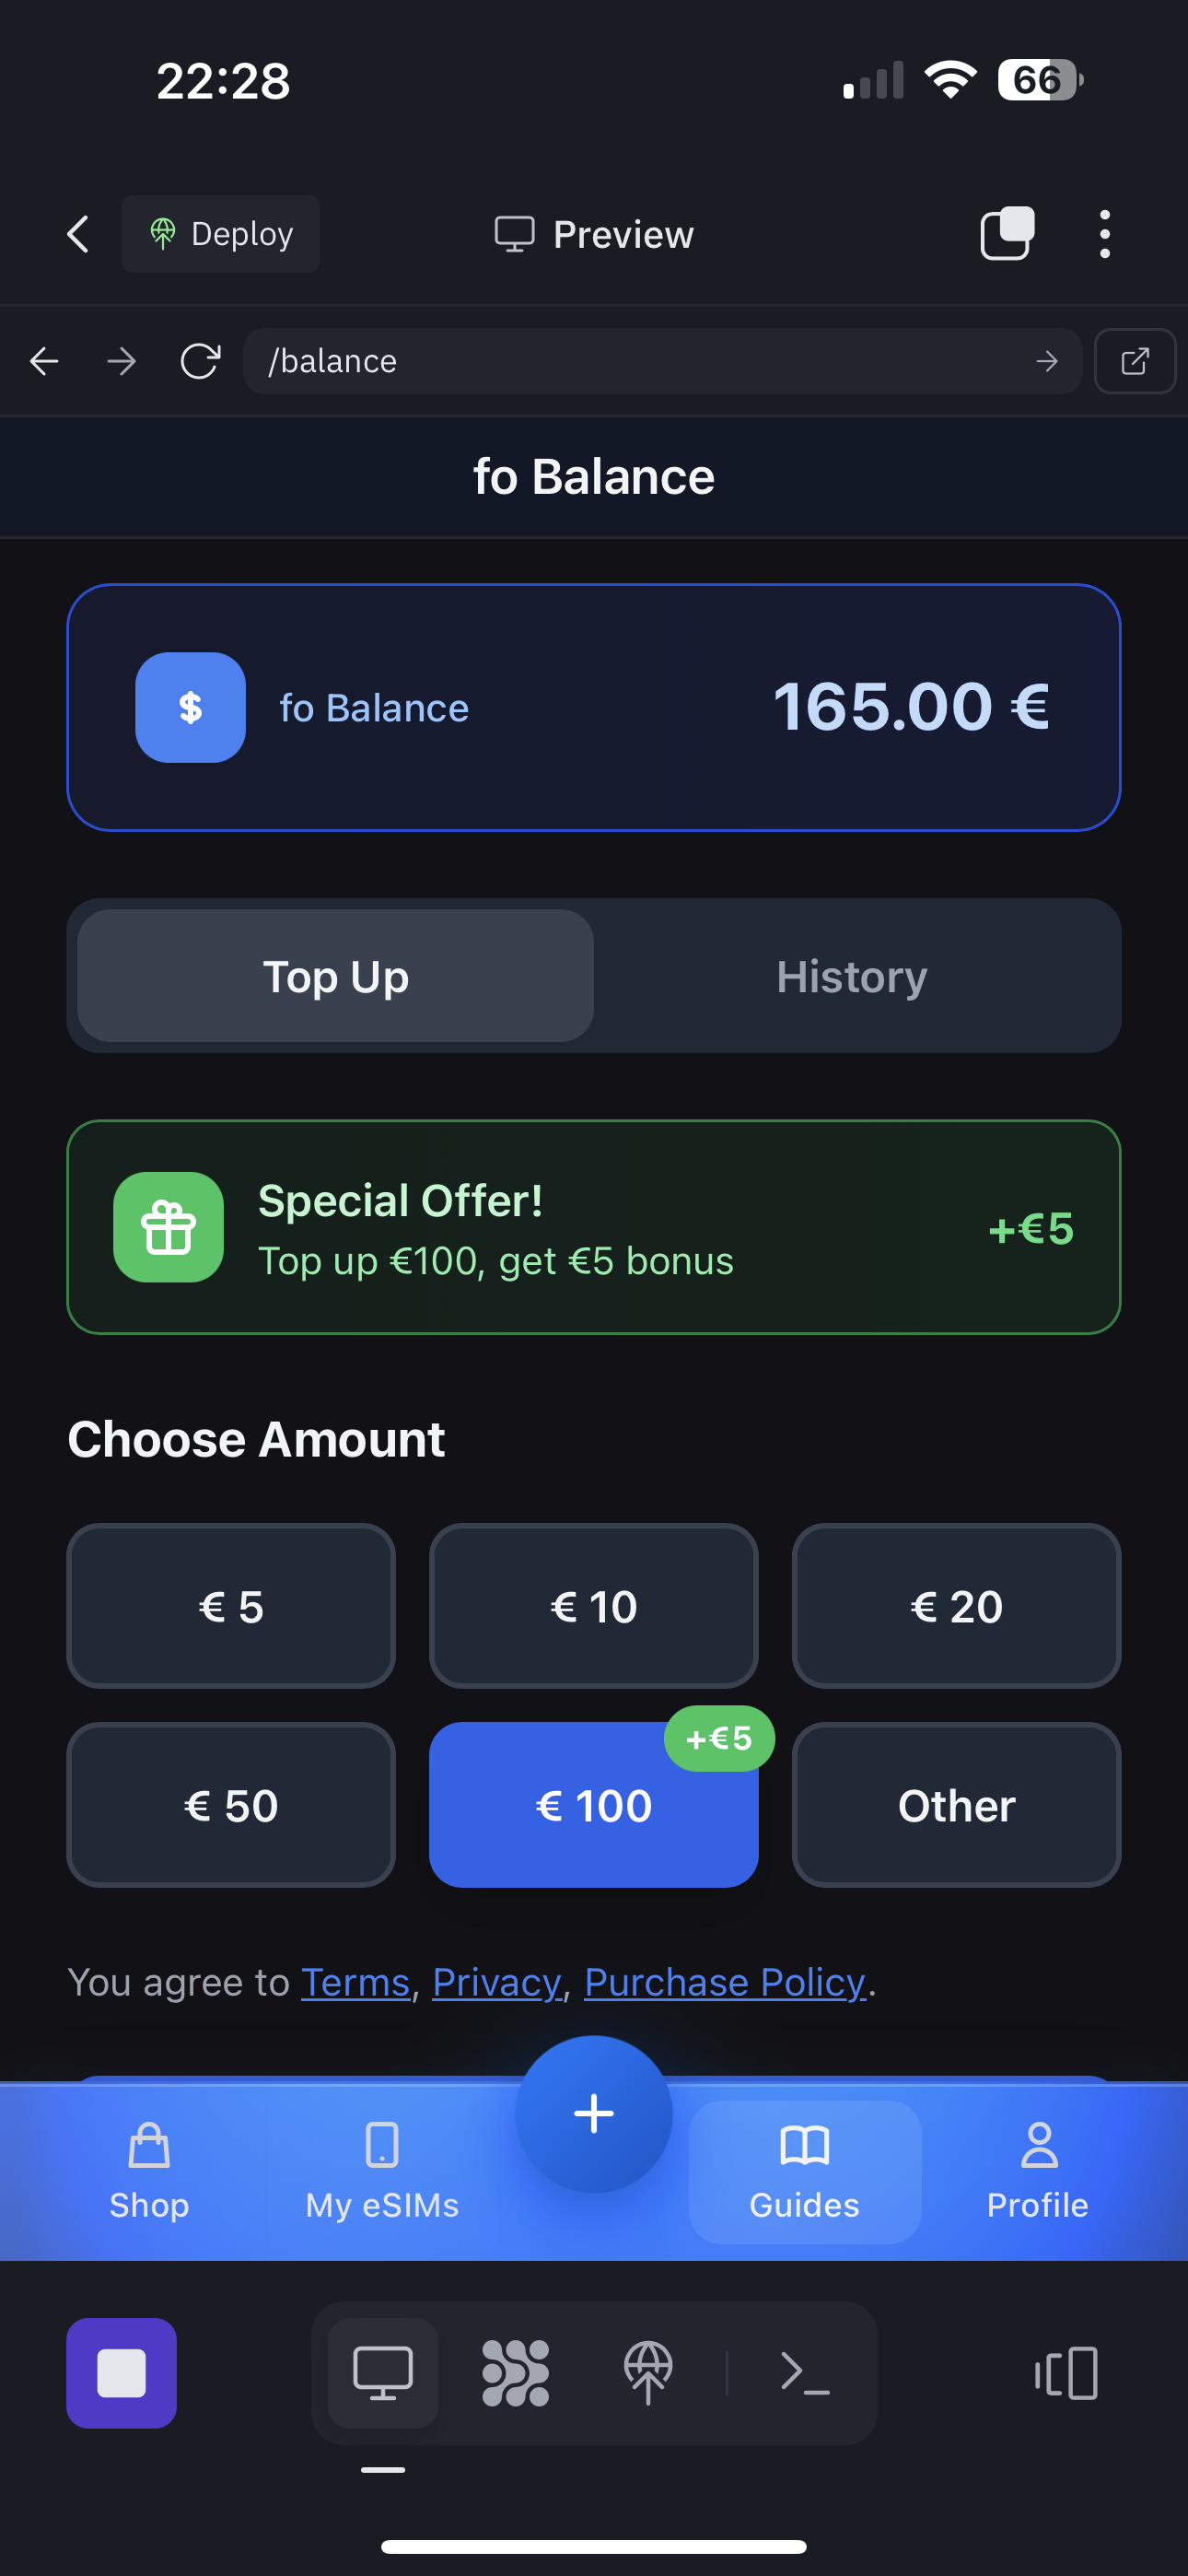 22:28
66
Deploy
Preview
/balance
fo Balance
$
fo Balance
165.00 €
Top Up
History
Special Offer!
Top up €100, get €5 bonus
+€5
Choose Amount
€ 5
€ 10
€ 20
€ 50
€ 100
+€5
Other
You agree to Terms, Privacy, Purchase Policy.
Shop
My eSIMs
Guides
Profile